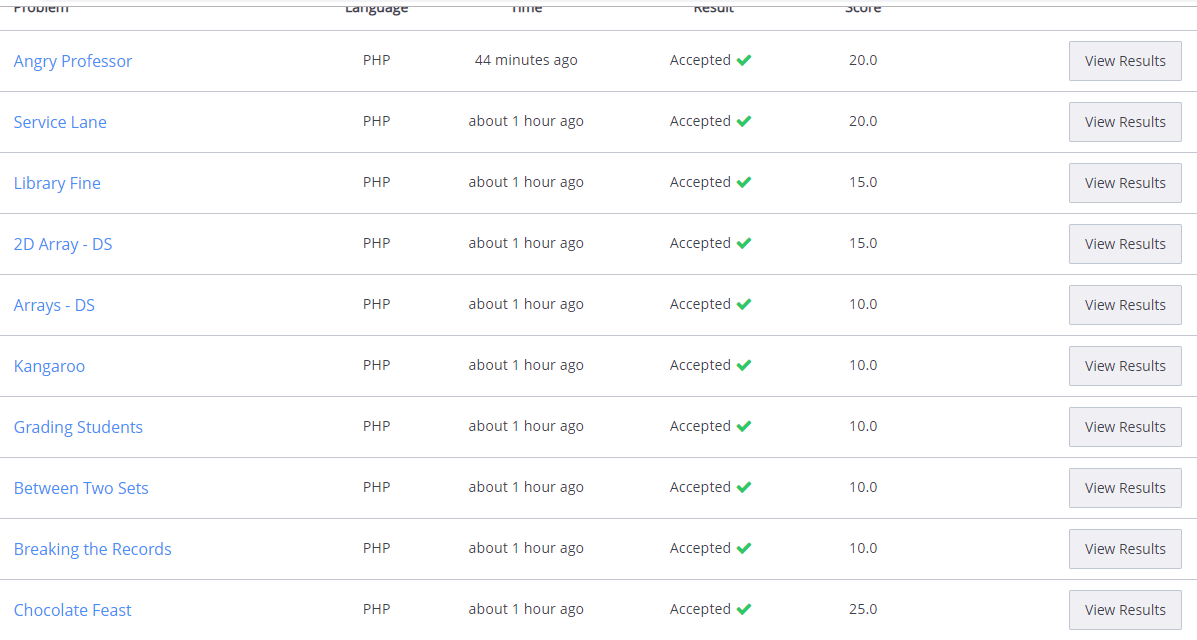 Problem Language Time Result Score
Angry Professor PHP 44 minutes ago Accepted 20.0 View Results
Service Lane PHP about 1 hour ago Accepted 20.0 View Results
Library Fine PHP about 1 hour ago Accepted 15.0 View Results
2D Array - DS PHP about 1 hour ago Accepted 15.0 View Results
Arrays - DS PHP about 1 hour ago Accepted 10.0 View Results
Kangaroo PHP about 1 hour ago Accepted 10.0 View Results
Grading Students PHP about 1 hour ago Accepted 10.0 View Results
Between Two Sets PHP about 1 hour ago Accepted 10.0 View Results
Breaking the Records PHP about 1 hour ago Accepted 10.0 View Results
Chocolate Feast PHP about 1 hour ago Accepted 25.0 View Results